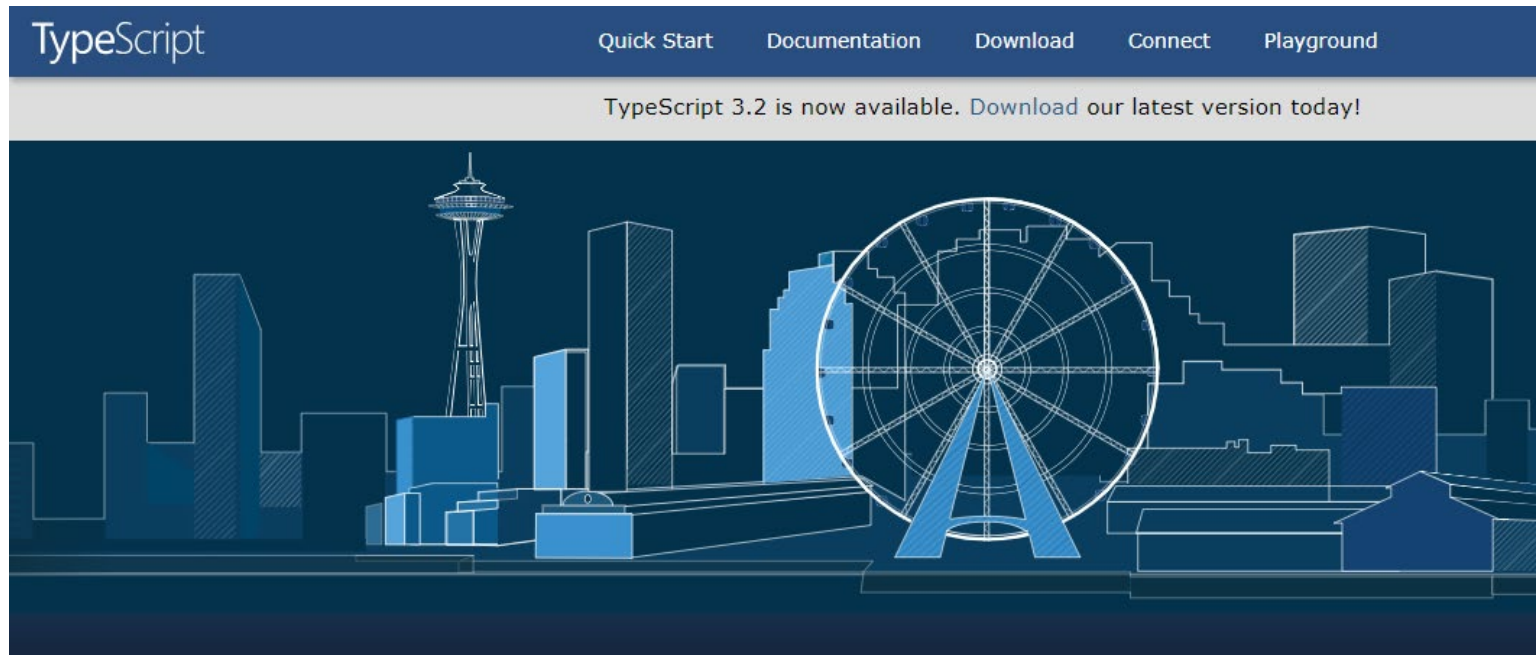 TypeScript Quick Start Documentation Download Connect Playground
TypeScript 3.2 is now available. Download our latest version today!